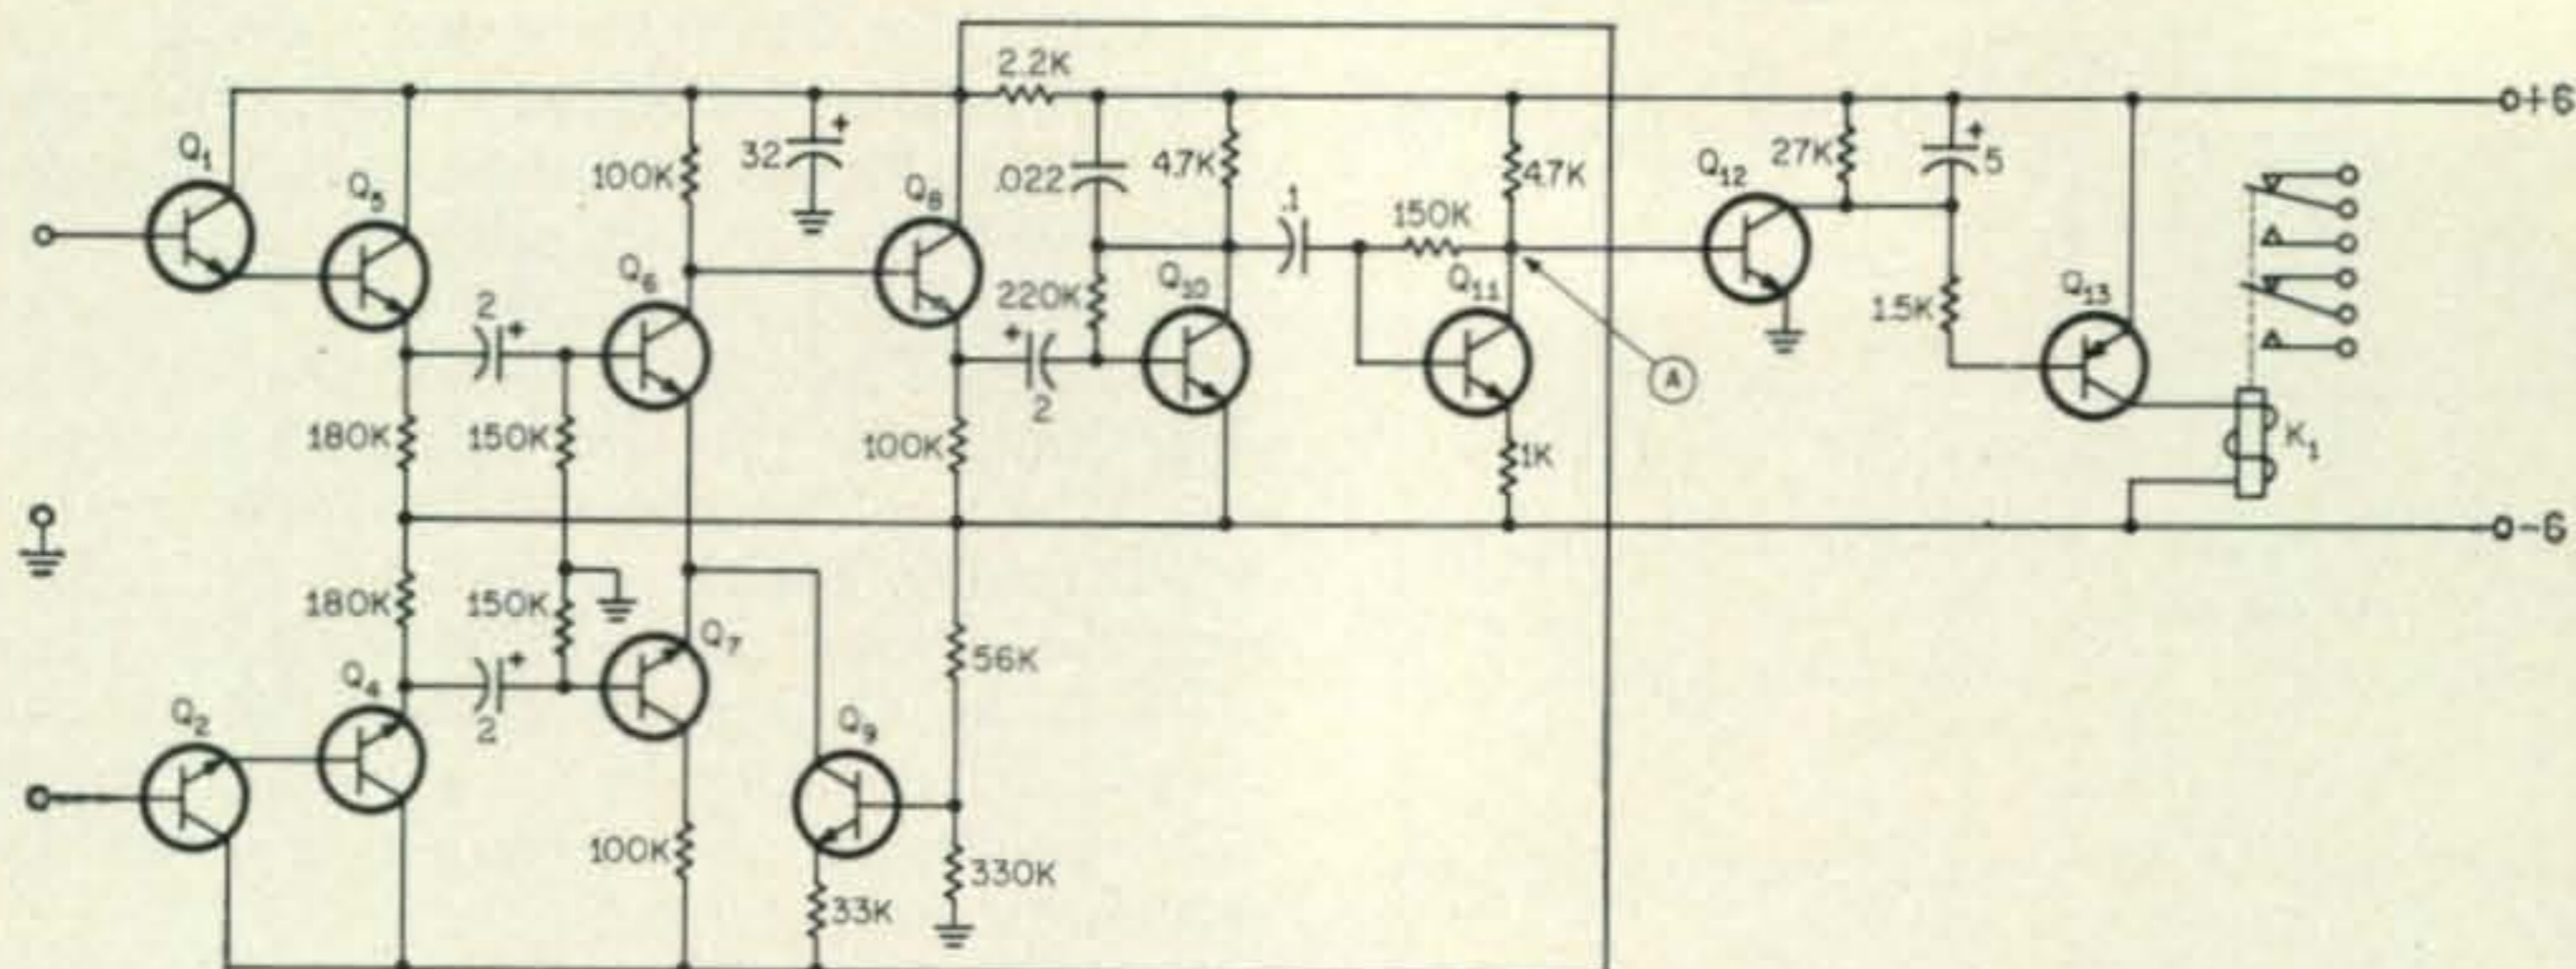 2.2K
+6
Q1
32 +
100K
.022
4.7K
4.7K
Q12
27K
+
5
Q5
Q8
.1
150K
Q6
220K
Q10
Q11
1.5K
Q13
2 +
+
2
A
180K
150K
100K
1K
K1
-6
180K
150K
Q7
56K
Q4
2 +
Q2
Q9
100K
330K
33K